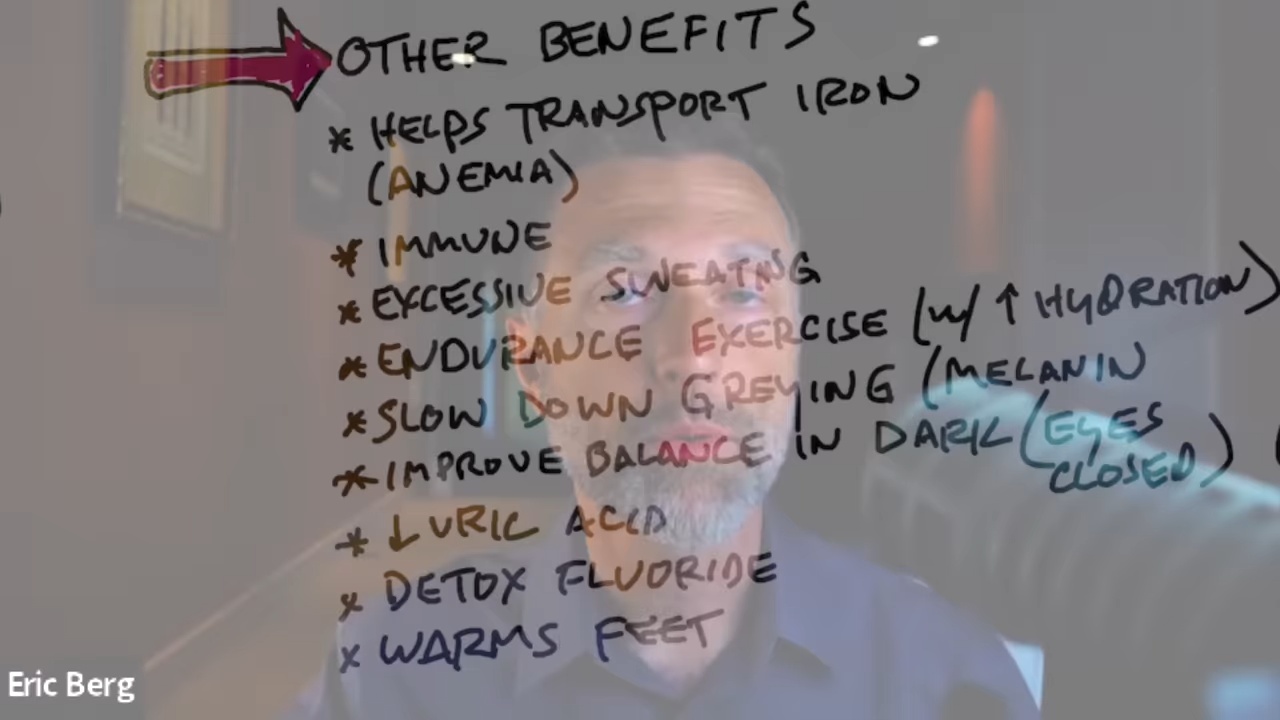 OTHER BENEFITS
* HELPS TRANSPORT IRON
(ANEMIA)
* IMMUNE
* EXCESSIVE SWEATNG
* ENDURANCE EXERCISE (w/ ↑ HYDRATION)
* SLOW DOWN GREYING (MELANIN
* IMPROVE BALANCE IN DARK (EYES
CLOSED)
* ↓ URIC ACID
* DETOX FLUORIDE
* WARMS FEET
Eric Berg